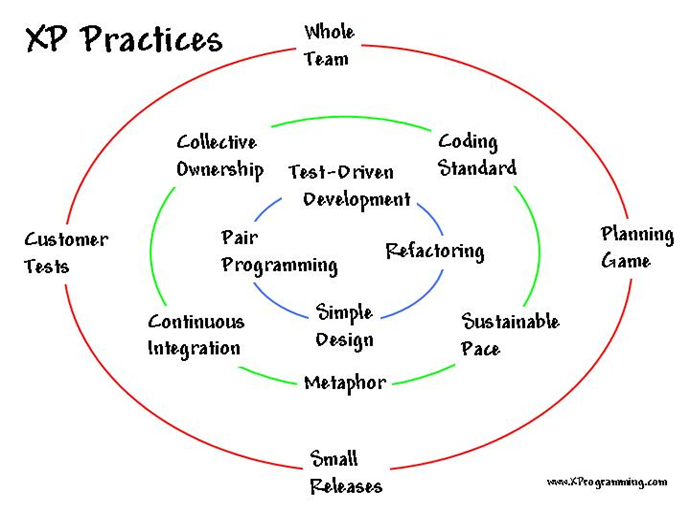 XP Practices
Whole
Team
Collective
Ownership
Coding
Standard
Test-Driven
Development
Customer
Tests
Pair
Programming
Refactoring
Planning
Game
Continuous
Integration
Simple
Design
Sustainable
Pace
Metaphor
Small
Releases
www.XProgramming.com